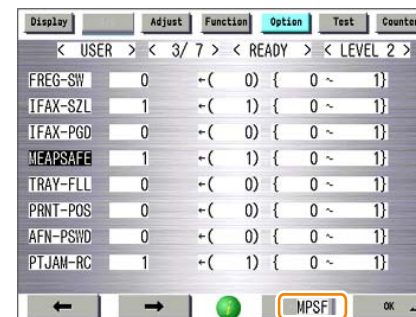 Display Adjust Function Option Test Counter
< USER > < 3/ 7 > < READY > < LEVEL 2 >
FREG-SW 0 ←( 0) { 0 ~ 1}
IFAX-SZL 1 ←( 1) { 0 ~ 1}
IFAX-PGD 0 ←( 0) { 0 ~ 1}
MEAPSAFE 1 ←( 1) { 0 ~ 1}
TRAY-FLL 0 ←( 0) { 0 ~ 1}
PRNT-POS 0 ←( 0) { 0 ~ 1}
AFN-PSWD 0 ←( 0) { 0 ~ 1}
PTJAM-RC 1 ←( 1) { 0 ~ 1}
← → i MPSF OK